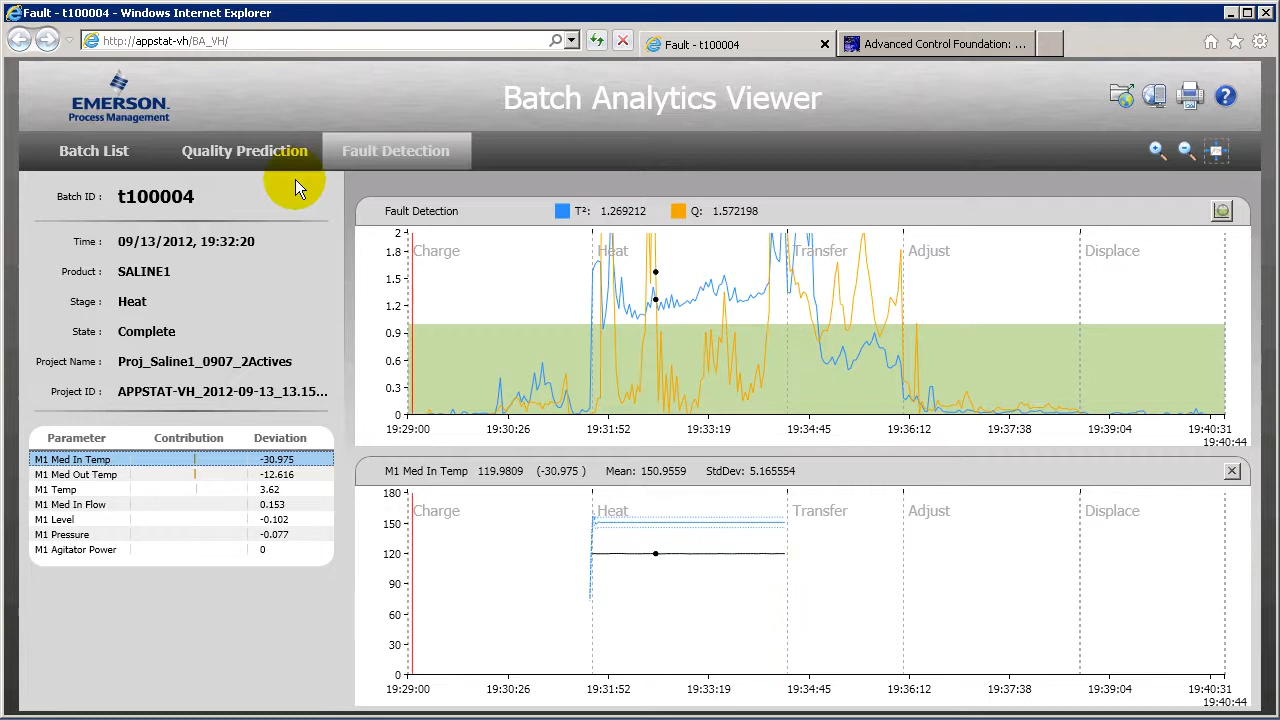 Fault - t100004 - Windows Internet Explorer
http://appstat-vh/BA_VH/
Fault - t100004
Advanced Control Foundation: ...
EMERSON.
Process Management
Batch Analytics Viewer
Batch List
Quality Prediction
Fault Detection
Batch ID : t100004
Time : 09/13/2012, 19:32:20
Product : SALINE1
Stage : Heat
State : Complete
Project Name : Proj_Saline1_0907_2Actives
Project ID : APPSTAT-VH_2012-09-13_13.15...
Parameter Contribution Deviation
M1 Med In Temp -30.975
M1 Med Out Temp -12.616
M1 Temp 3.62
M1 Med In Flow 0.153
M1 Level -0.102
M1 Pressure -0.077
M1 Agitator Power 0
Fault Detection T²: 1.269212 Q: 1.572198
Charge Heat Transfer Adjust Displace
2
1.8
1.5
1.2
0.9
0.6
0.3
0
19:29:00 19:30:26 19:31:52 19:33:19 19:34:45 19:36:12 19:37:38 19:39:04 19:40:31
19:40:44
M1 Med In Temp 119.9809 (-30.975 ) Mean: 150.9559 StdDev: 5.165554
Charge Heat Transfer Adjust Displace
180
150
120
90
60
30
0
19:29:00 19:30:26 19:31:52 19:33:19 19:34:45 19:36:12 19:37:38 19:39:04 19:40:31
19:40:44